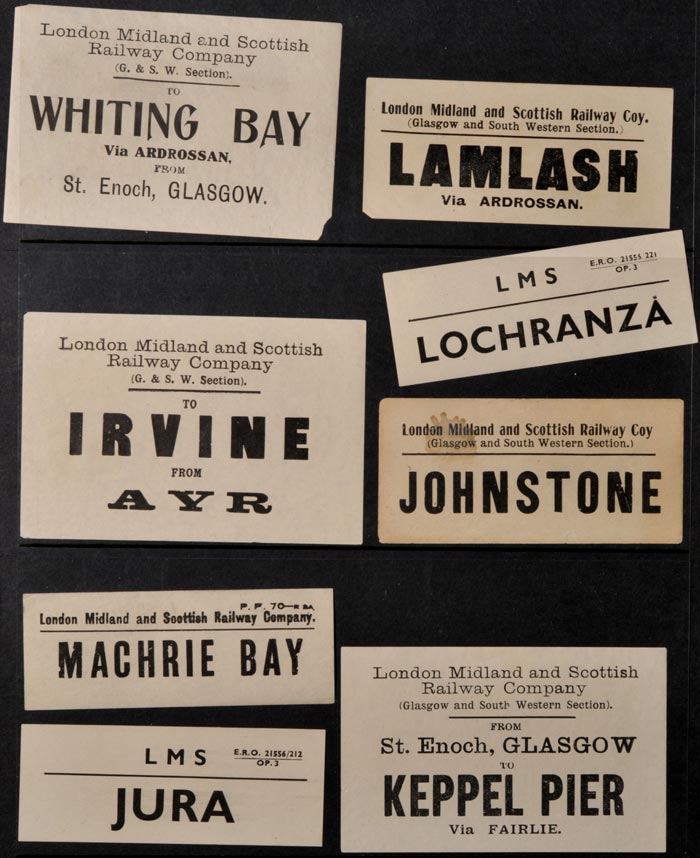 London Midland and Scottish
Railway Company
(G. & S. W. Section).
TO
WHITING BAY
Via ARDROSSAN.
FROM
St. Enoch, GLASGOW.
London Midland and Scottish Railway Coy.
(Glasgow and South Western Section.)
LAMLASH
Via ARDROSSAN.
LMS
E.R.O. 21555 221
OP. 3
LOCHRANZA
London Midland and Scottish
Railway Company
(G. & S. W. Section).
TO
IRVINE
FROM
AYR
London Midland and Scottish Railway Coy
(Glasgow and South Western Section.)
JOHNSTONE
P. F. 70
London Midland and Scottish Railway Company.
MACHRIE BAY
LMS
E.R.O. 21556/212
OP. 3
JURA
London Midland and Scottish
Railway Company
(Glasgow and South Western Section).
FROM
St. Enoch, GLASGOW
TO
KEPPEL PIER
Via FAIRLIE.